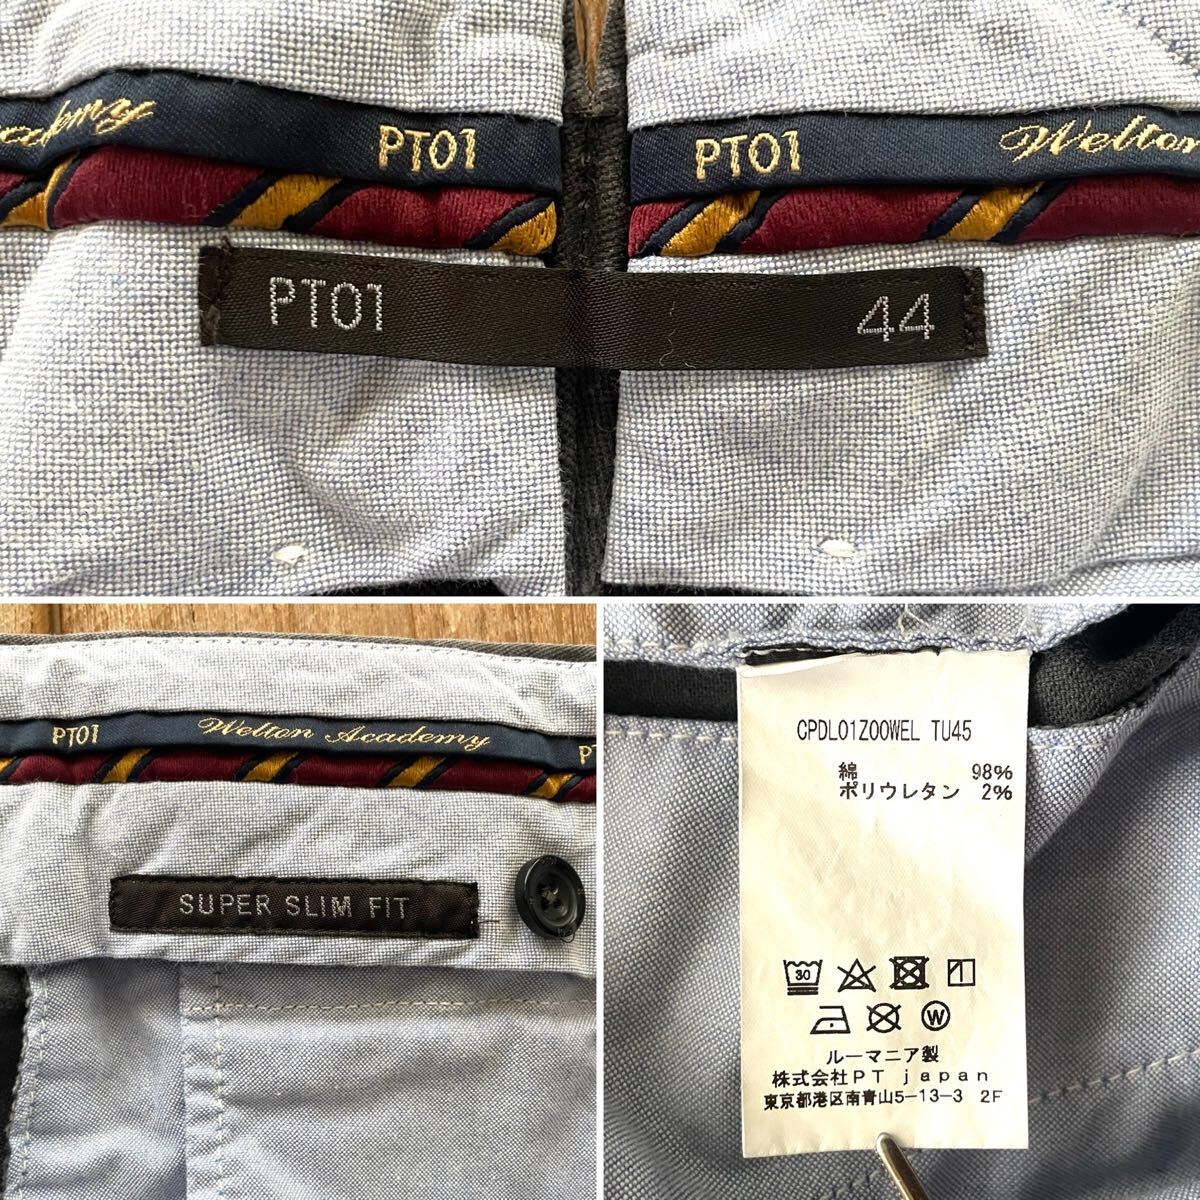 PT01
PT01
Welton
PT01
44
PT01
Welton Academy
SUPER SLIM FIT
CPDL01Z00WEL TU45
綿 98%
ポリウレタン 2%
30
W
ルーマニア製
株式会社PT japan
東京都港区南青山5-13-3 2F